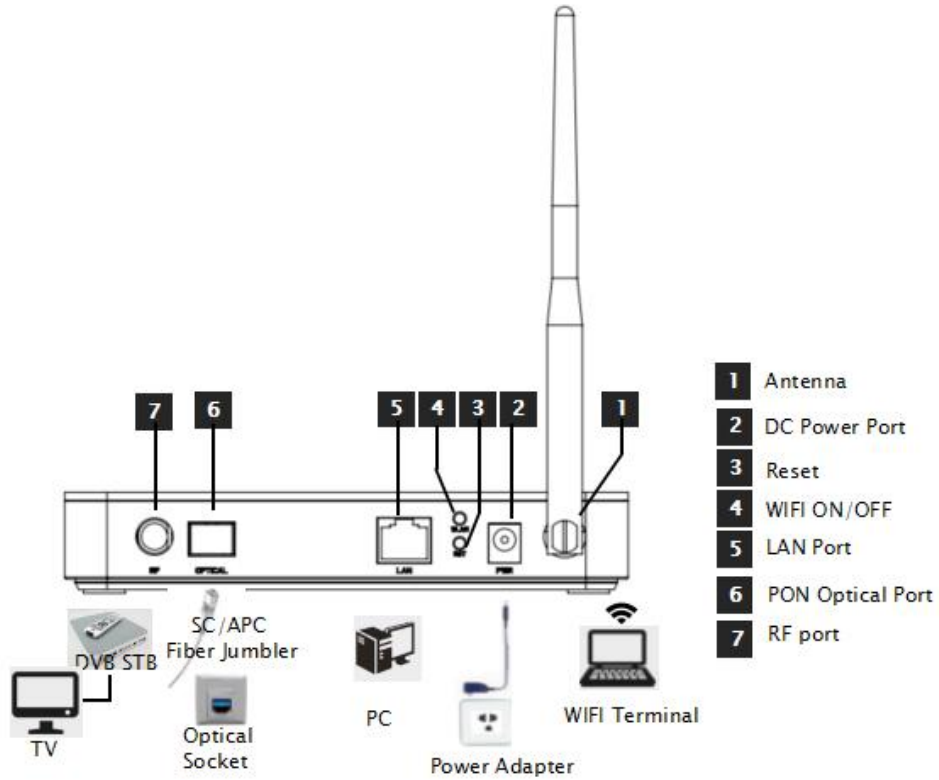 7
6
5
4
3
2
1
1 Antenna
2 DC Power Port
3 Reset
4 WIFI ON/OFF
5 LAN Port
6 PON Optical Port
7 RF port
RF
OPTICAL
LAN
WLAN
RST
PWR
DVB STB
TV
SC/APC
Fiber Jumbler
Optical
Socket
PC
Power Adapter
WIFI Terminal